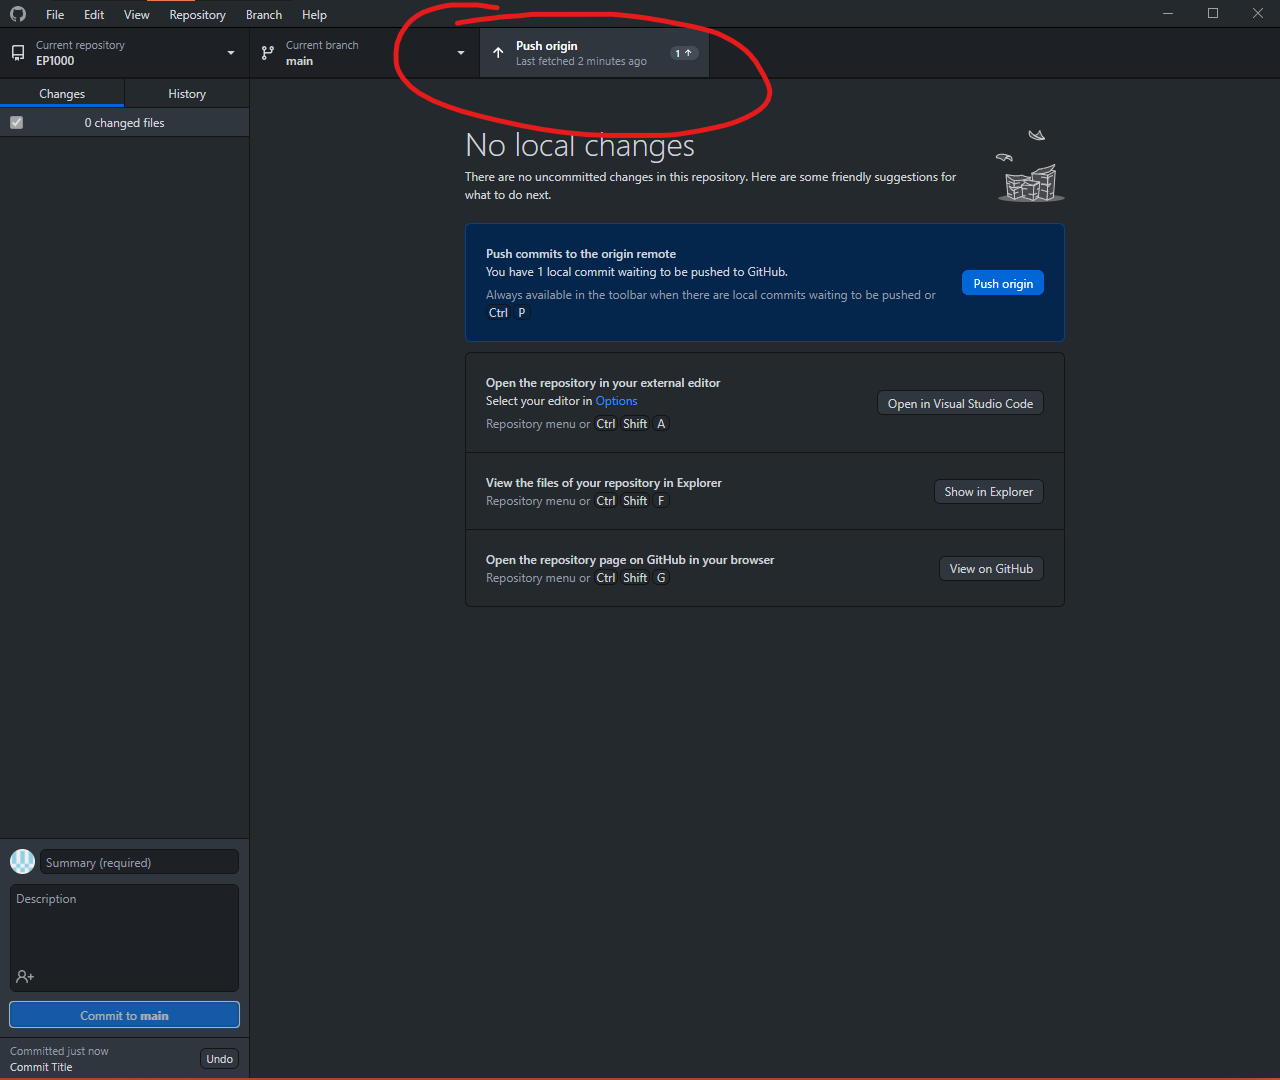 File Edit View Repository Branch Help
Current repository
EP1000
Current branch
main
Push origin
Last fetched 2 minutes ago
1
Changes History
0 changed files
No local changes
There are no uncommitted changes in this repository. Here are some friendly suggestions for
what to do next.
Push commits to the origin remote
You have 1 local commit waiting to be pushed to GitHub.
Always available in the toolbar when there are local commits waiting to be pushed or
Ctrl P
Push origin
Open the repository in your external editor
Select your editor in Options
Repository menu or Ctrl Shift A
Open in Visual Studio Code
View the files of your repository in Explorer
Repository menu or Ctrl Shift F
Show in Explorer
Open the repository page on GitHub in your browser
Repository menu or Ctrl Shift G
View on GitHub
Summary (required)
Description
Commit to main
Committed just now
Commit Title
Undo